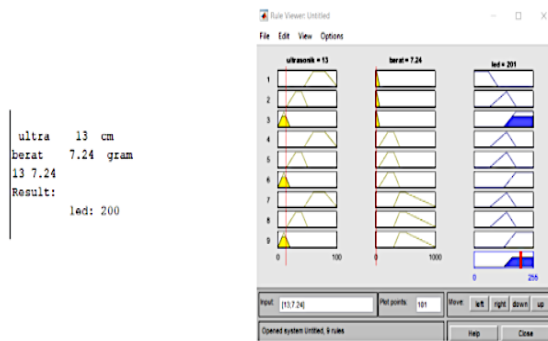 ultra 13 cm
berat 7.24 gram
13 7.24
Result:
led: 200
Rule Viewer: Untitled
File Edit View Options
ultrasonik = 13 berat = 7.24 led = 201
1
2
3
4
5
6
7
8
9
0 100 0 1000
0 255
Input: [13;7.24] Plot points: 101 Move: left right down up
Opened system Untitled, 9 rules Help Close